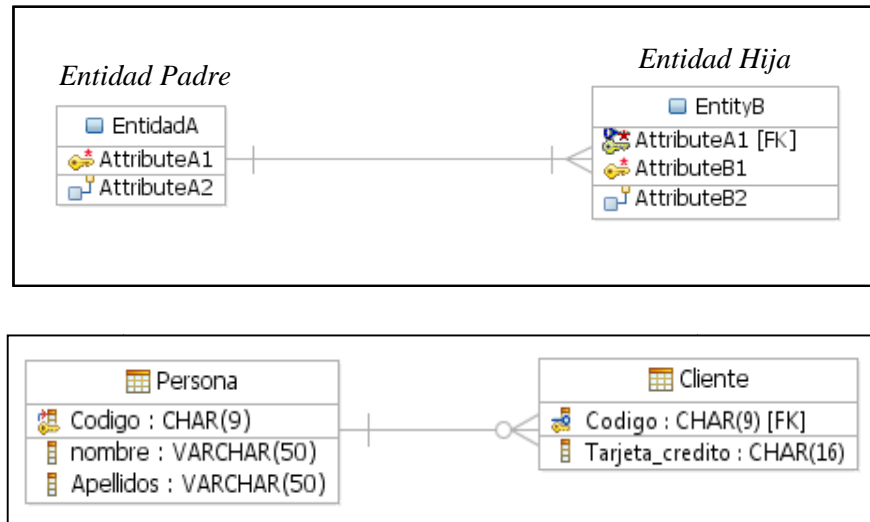 Entidad Padre
Entidad Hija
EntidadA
AttributeA1
AttributeA2
EntityB
AttributeA1 [FK]
AttributeB1
AttributeB2
Persona
Codigo : CHAR(9)
nombre : VARCHAR(50)
Apellidos : VARCHAR(50)
Cliente
Codigo : CHAR(9) [FK]
Tarjeta_credito : CHAR(16)